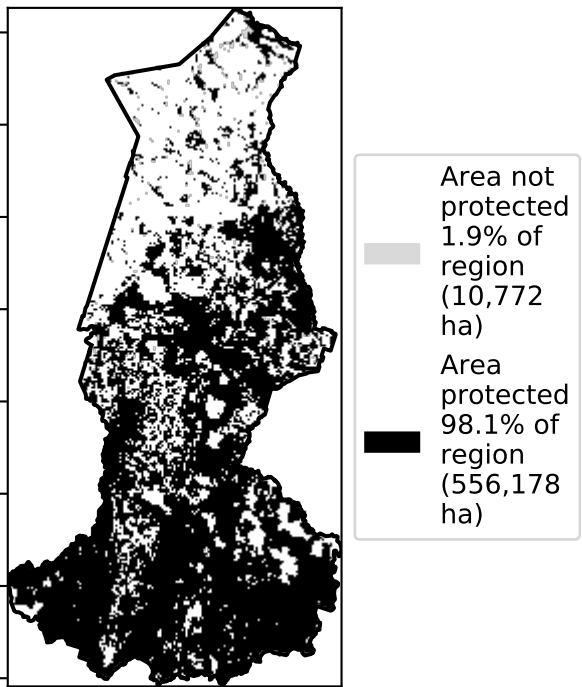 Area not
protected
1.9% of
region
(10,772
ha)
Area
protected
98.1% of
region
(556,178
ha)